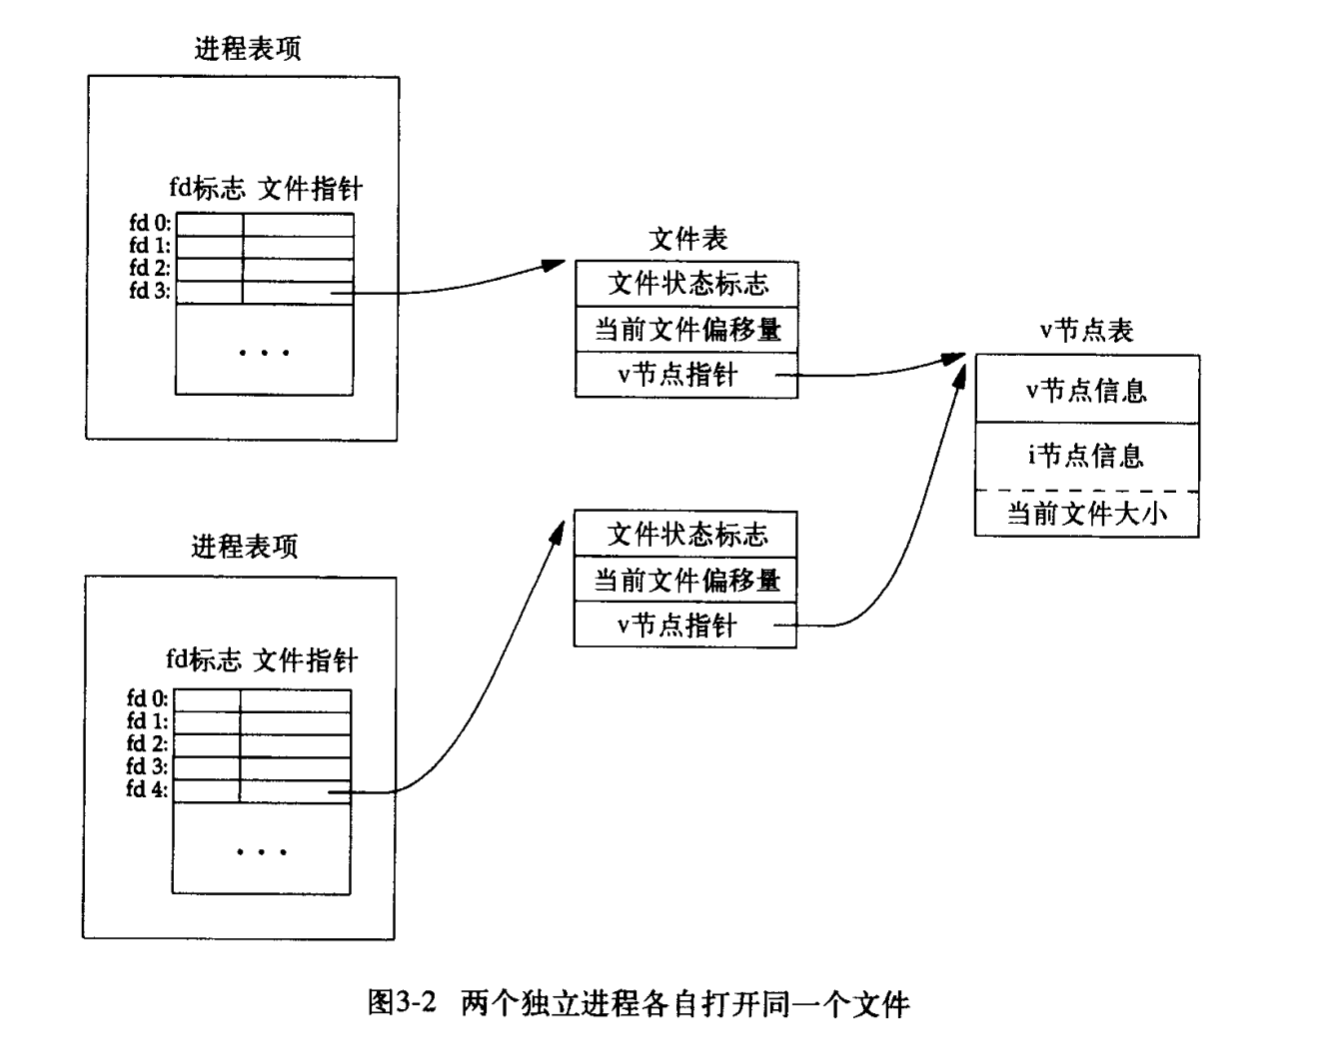 进程表项
fd标志 文件指针
fd 0:
fd 1:
fd 2:
fd 3:
...
文件表
文件状态标志
当前文件偏移量
v节点指针
v节点表
v节点信息
i节点信息
当前文件大小
进程表项
fd标志 文件指针
fd 0:
fd 1:
fd 2:
fd 3:
fd 4:
...
文件状态标志
当前文件偏移量
v节点指针
图3-2 两个独立进程各自打开同一个文件